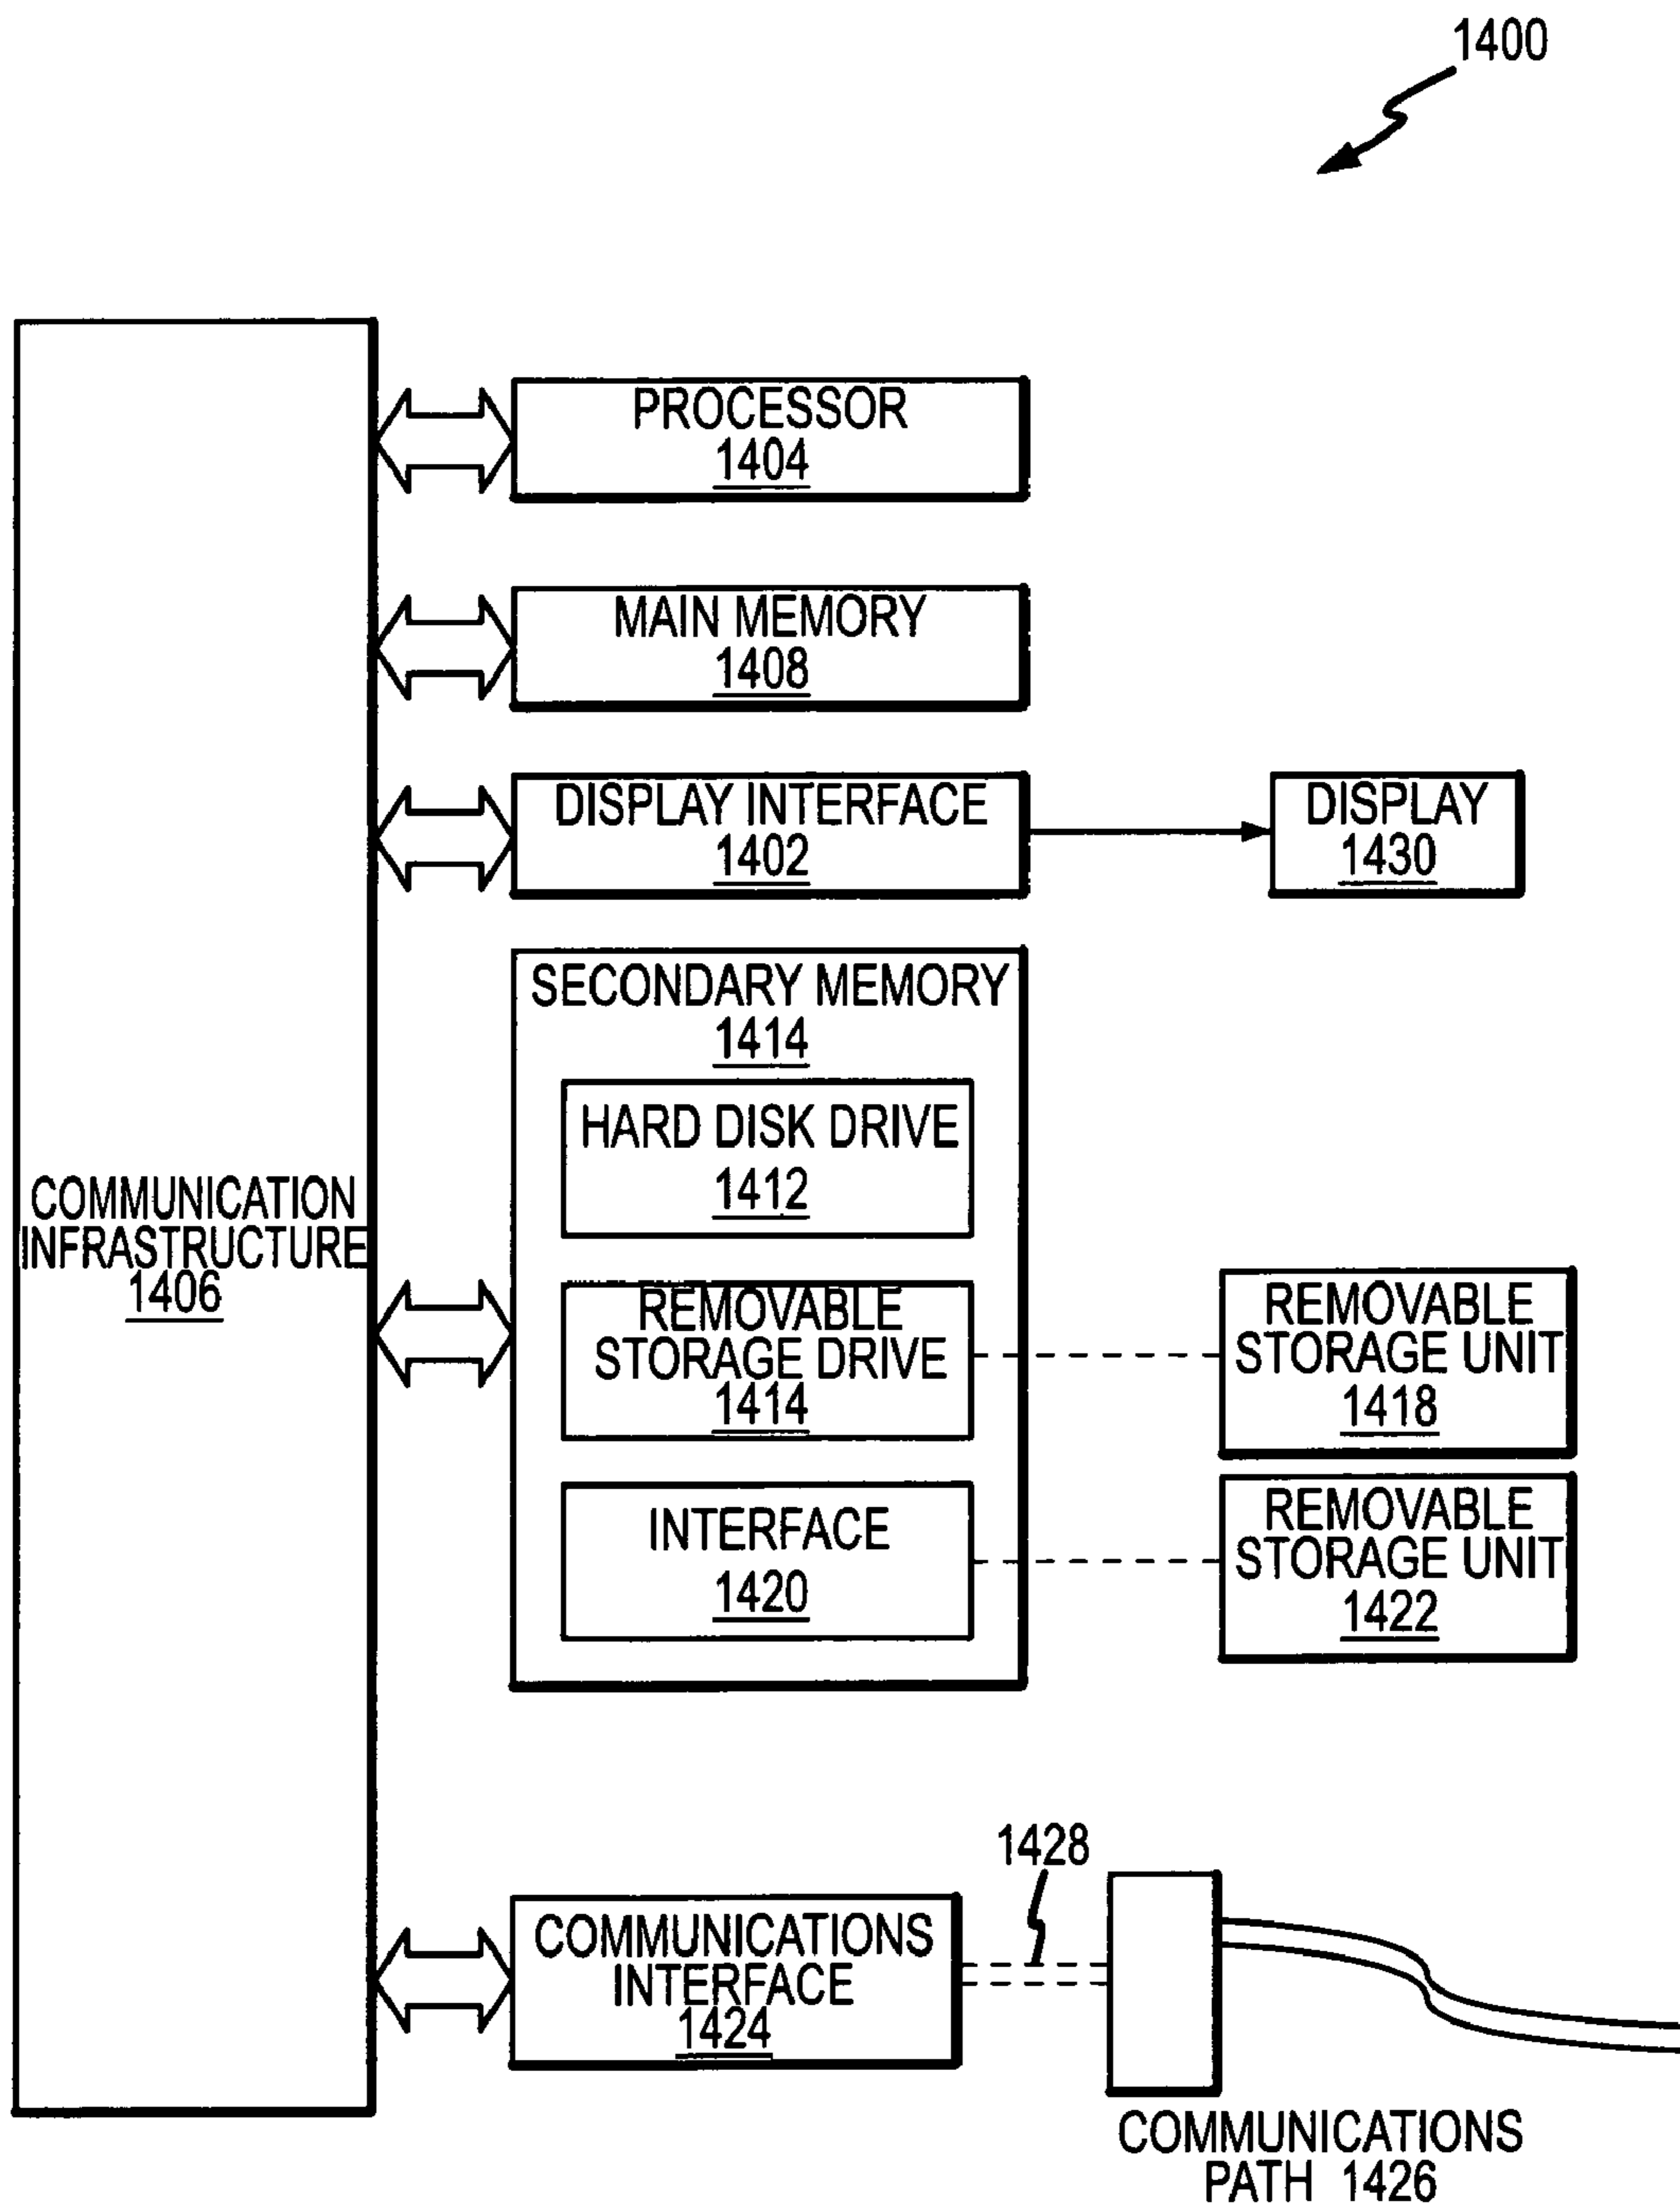 1400
PROCESSOR
1404
MAIN MEMORY
1408
DISPLAY INTERFACE
1402
DISPLAY
1430
SECONDARY MEMORY
1414
HARD DISK DRIVE
1412
COMMUNICATION
INFRASTRUCTURE
1406
REMOVABLE
STORAGE DRIVE
1414
REMOVABLE
STORAGE UNIT
1418
INTERFACE
1420
REMOVABLE
STORAGE UNIT
1422
1428
COMMUNICATIONS
INTERFACE
1424
COMMUNICATIONS
PATH 1426